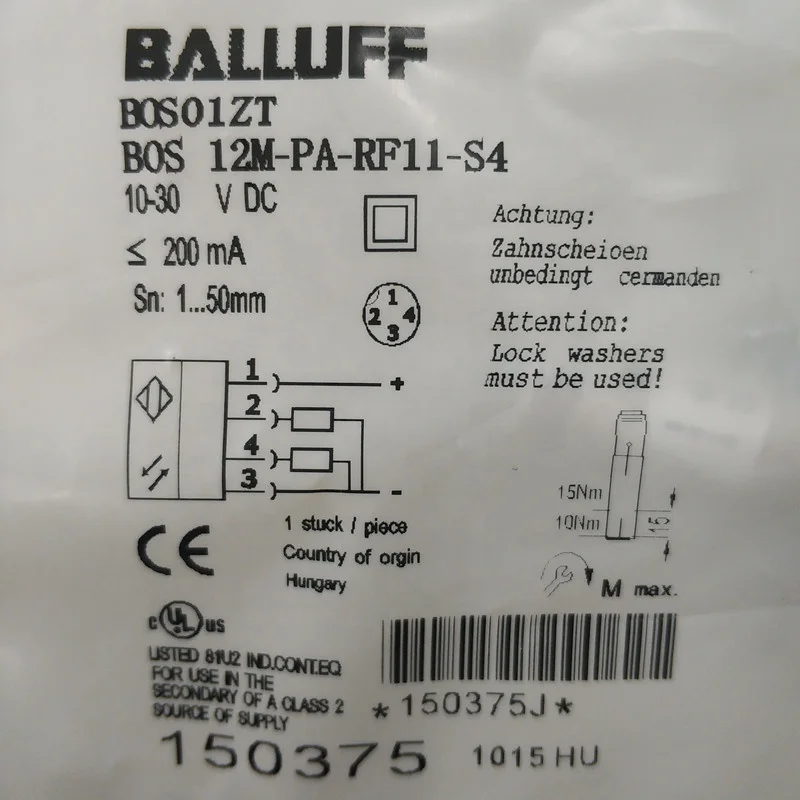 BALLUFF
BOS01ZT
BOS 12M-PA-RF11-S4
10-30 V DC
≤ 200 mA
Sn: 1...50mm
1
2 4
3
Achtung:
Zahnscheioen
unbedingt cermanden
Attention:
Lock washers
must be used!
1
+
2
4
3
-
15Nm
10Nm
15
M max.
1 stuck / piece
Country of orgin
Hungary
CE
c UL us
LISTED 81U2 IND.CONT.EQ
FOR USE IN THE
SECONDARY OF A CLASS 2
SOURCE OF SUPPLY
*150375J*
150375
1015 HU